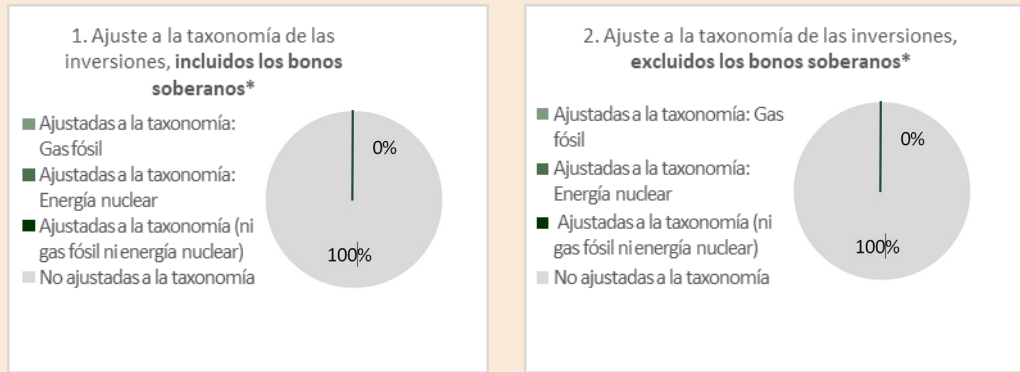 1. Ajuste a la taxonomía de las
inversiones, incluidos los bonos
soberanos*
Ajustadas a la taxonomía:
Gas fósil
Ajustadas a la taxonomía:
Energía nuclear
Ajustadas a la taxonomía (ni
gas fósil ni energía nuclear)
No ajustadas a la taxonomía
0%
100%
2. Ajuste a la taxonomía de las inversiones,
excluidos los bonos soberanos*
Ajustadas a la taxonomía: Gas
fósil
Ajustadas a la taxonomía:
Energía nuclear
Ajustadas a la taxonomía (ni
gas fósil ni energía nuclear)
No ajustadas a la taxonomía
0%
100%